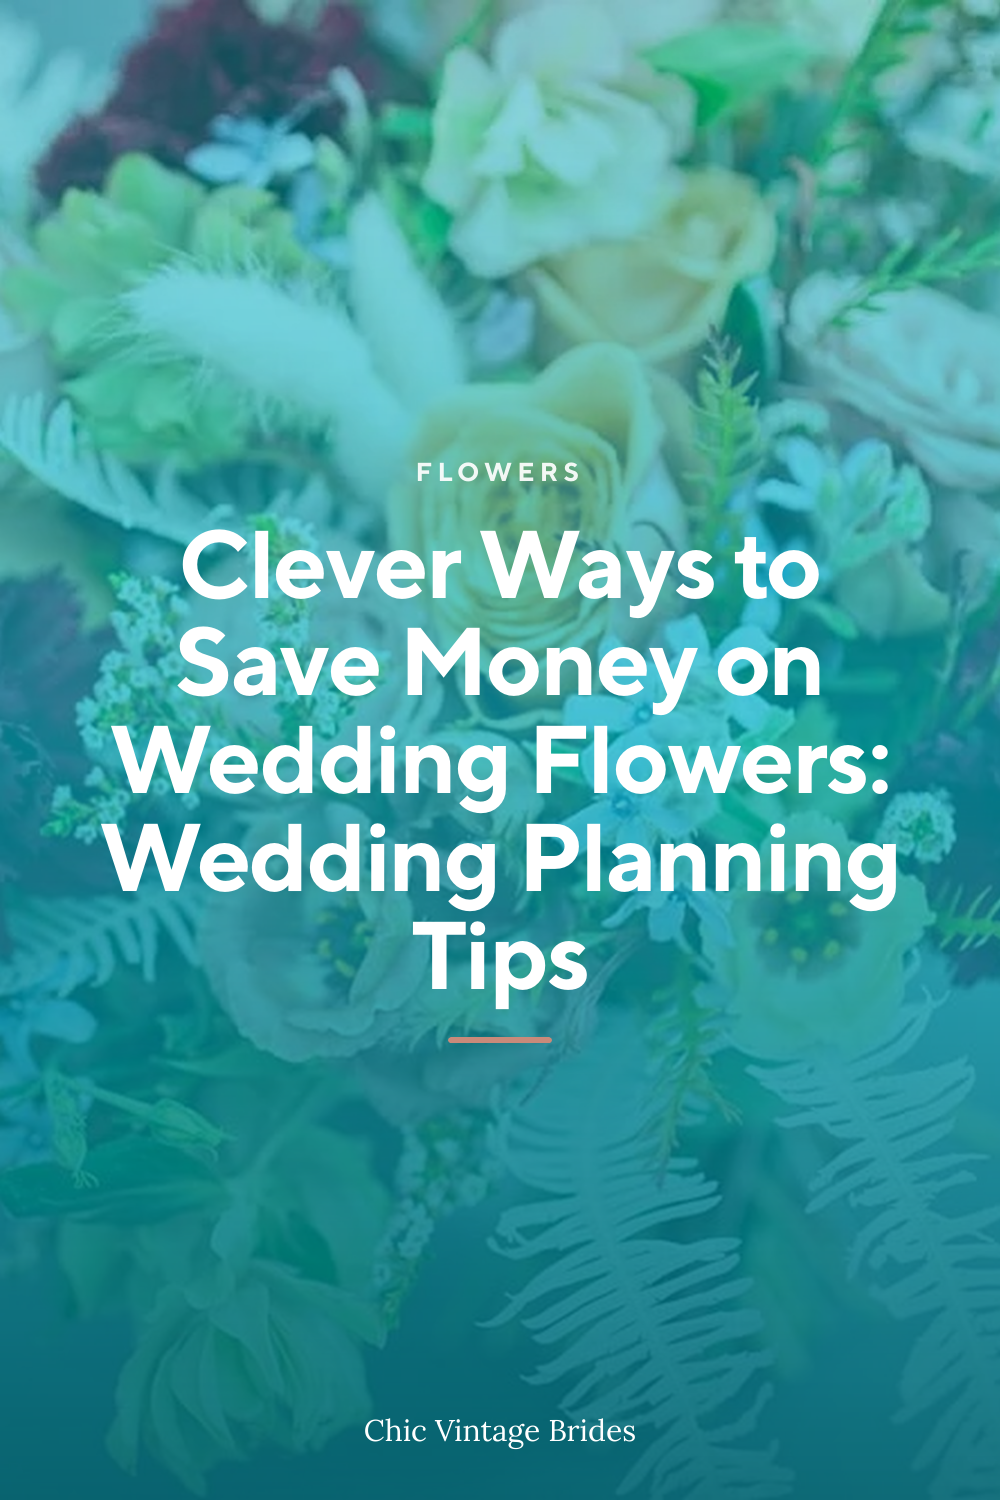 FLOWERS
Clever Ways to
Save Money on
Wedding Flowers:
Wedding Planning
Tips
Chic Vintage Brides